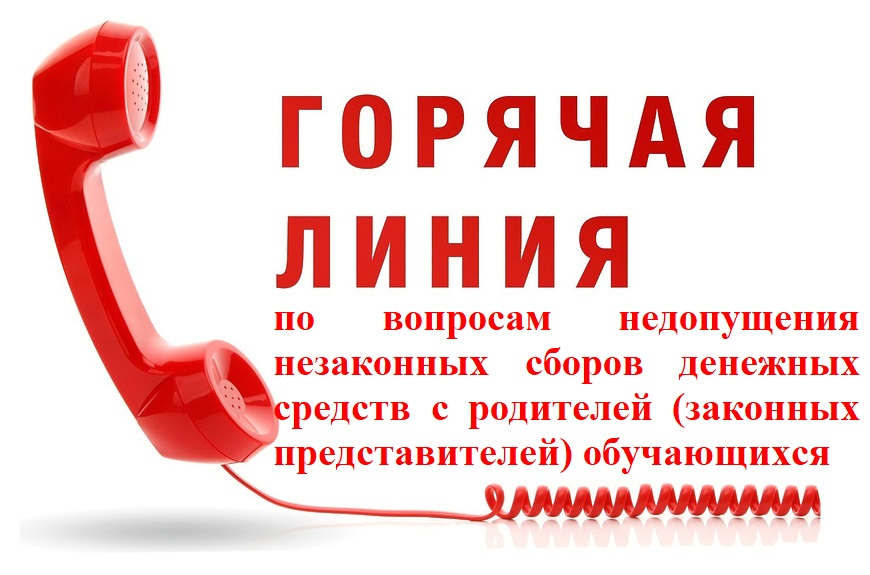 ГОРЯЧАЯ
ЛИНИЯ
по вопросам недопущения
незаконных сборов денежных
средств с родителей (законных
представителей) обучающихся